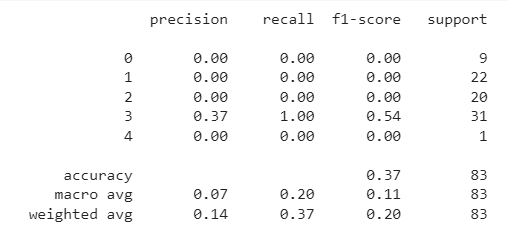 precision recall f1-score support
0 0.00 0.00 0.00 9
1 0.00 0.00 0.00 22
2 0.00 0.00 0.00 20
3 0.37 1.00 0.54 31
4 0.00 0.00 0.00 1
accuracy 0.37 83
macro avg 0.07 0.20 0.11 83
weighted avg 0.14 0.37 0.20 83